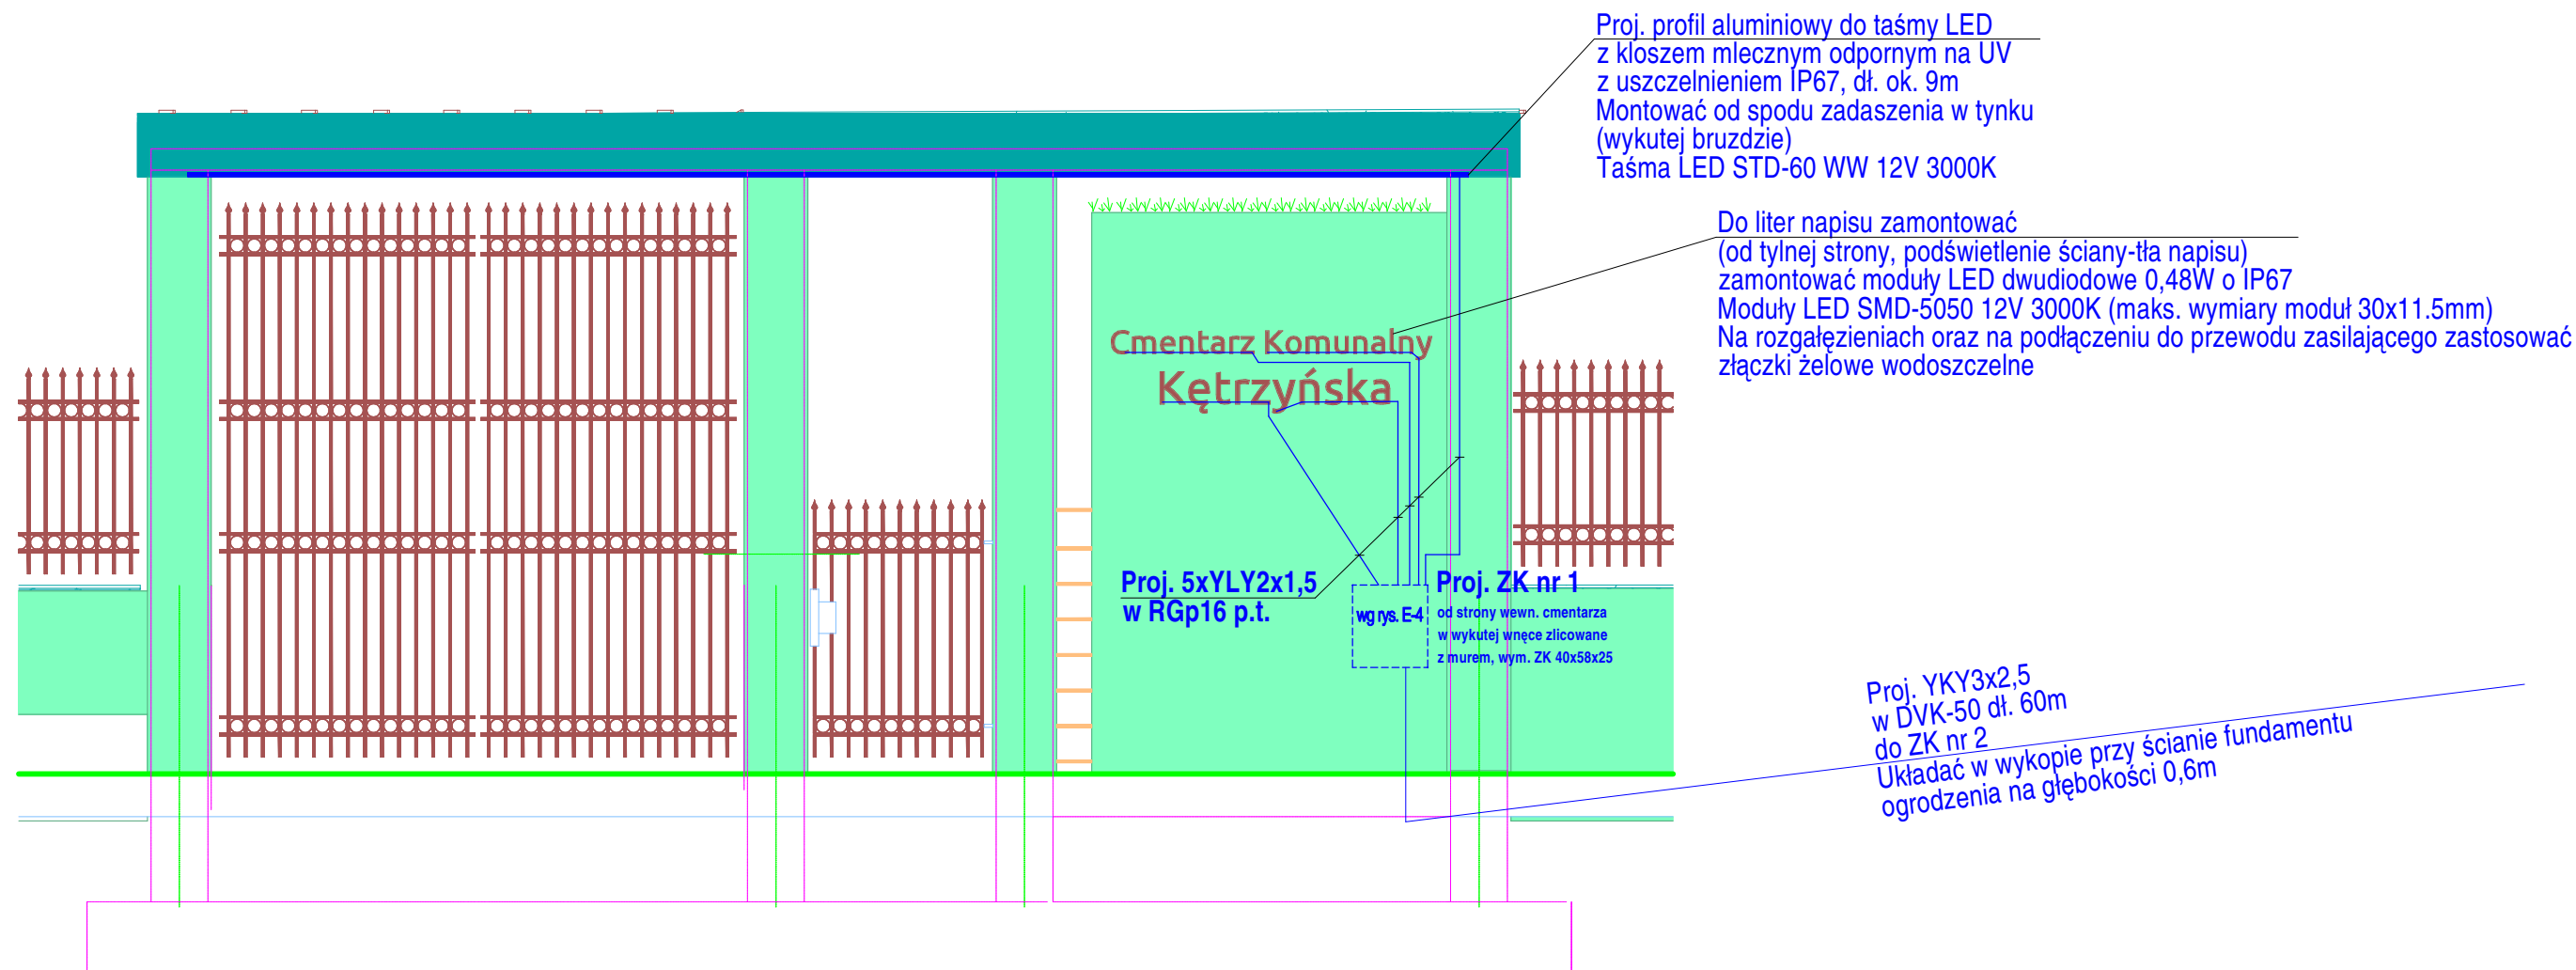 Proj. profil aluminiowy do taśmy LED
z kloszem mlecznym odpornym na UV
z uszczelnieniem IP67, dł. ok. 9m
Montować od spodu zadaszenia w tynku
(wykutej bruzdzie)
Taśma LED STD-60 WW 12V 3000K
Do liter napisu zamontować
(od tylnej strony, podświetlenie ściany-tła napisu)
zamontować moduły LED dwudiodowe 0,48W o IP67
Moduły LED SMD-5050 12V 3000K (maks. wymiary moduł 30x11.5mm)
Na rozgałęzieniach oraz na podłączeniu do przewodu zasilającego zastosować
złączki żelowe wodoszczelne
Cmentarz Komunalny
Kętrzyńska
Proj. 5xYLY2x1,5
w RGp16 p.t.
wg rys. E-4
Proj. ZK nr 1
od strony wewn. cmentarza
w wykutej wnęce zlicowane
z murem, wym. ZK 40x58x25
Proj. YKY3x2,5
w DVK-50 dł. 60m
do ZK nr 2
Układać w wykopie przy ścianie fundamentu
ogrodzenia na głębokości 0,6m